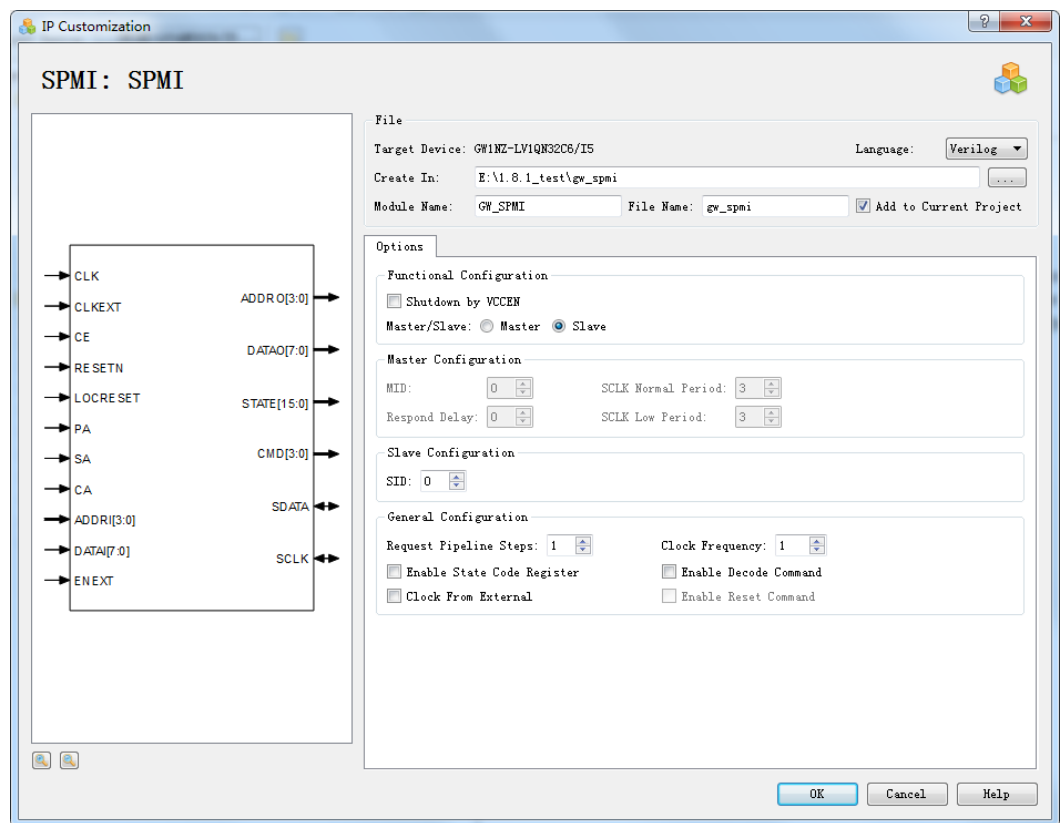 IP Customization
SPMI: SPMI
CLK
CLKEXT
CE
RESETN
LOCRESET
PA
SA
CA
ADDRI[3:0]
DATAI[7:0]
ENEXT
ADDRO[3:0]
DATAO[7:0]
STATE[15:0]
CMD[3:0]
SDATA
SCLK
File
Target Device: GW1NZ-LV1QN32C6/I5 Language: Verilog
Create In: E:\1.8.1_test\gw_spmi ...
Module Name: GW_SPMI File Name: gw_spmi Add to Current Project
Options
Functional Configuration
Shutdown by VCCEN
Master/Slave: Master Slave
Master Configuration
MID: 0 SCLK Normal Period: 3
Respond Delay: 0 SCLK Low Period: 3
Slave Configuration
SID: 0
General Configuration
Request Pipeline Steps: 1 Clock Frequency: 1
Enable State Code Register Enable Decode Command
Clock From External Enable Reset Command
OK Cancel Help